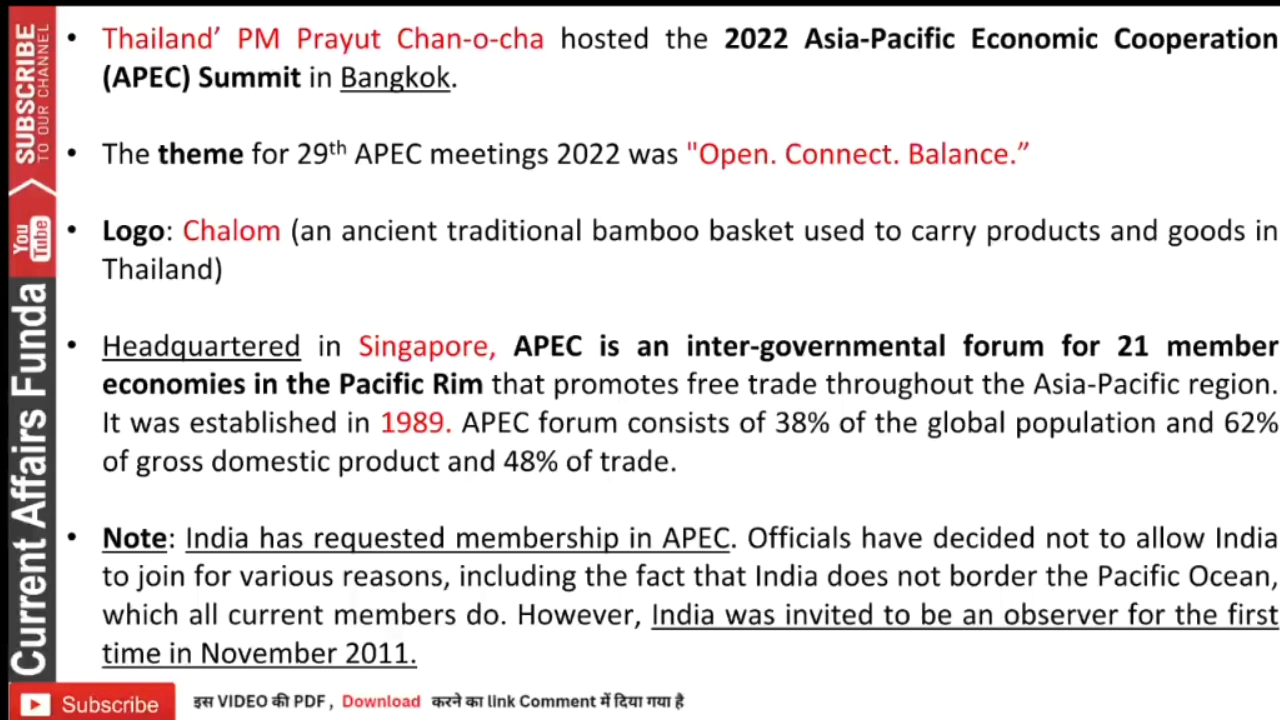 • Thailand’ PM Prayut Chan-o-cha hosted the 2022 Asia-Pacific Economic Cooperation
(APEC) Summit in Bangkok.
• The theme for 29th APEC meetings 2022 was "Open. Connect. Balance.”
• Logo: Chalom (an ancient traditional bamboo basket used to carry products and goods in
Thailand)
• Headquartered in Singapore, APEC is an inter-governmental forum for 21 member
economies in the Pacific Rim that promotes free trade throughout the Asia-Pacific region.
It was established in 1989. APEC forum consists of 38% of the global population and 62%
of gross domestic product and 48% of trade.
• Note: India has requested membership in APEC. Officials have decided not to allow India
to join for various reasons, including the fact that India does not border the Pacific Ocean,
which all current members do. However, India was invited to be an observer for the first
time in November 2011.
SUBSCRIBE
TO OUR CHANNEL
You
Tube
Current Affairs Funda
Subscribe
इस VIDEO की PDF , Download करने का link Comment में दिया गया है